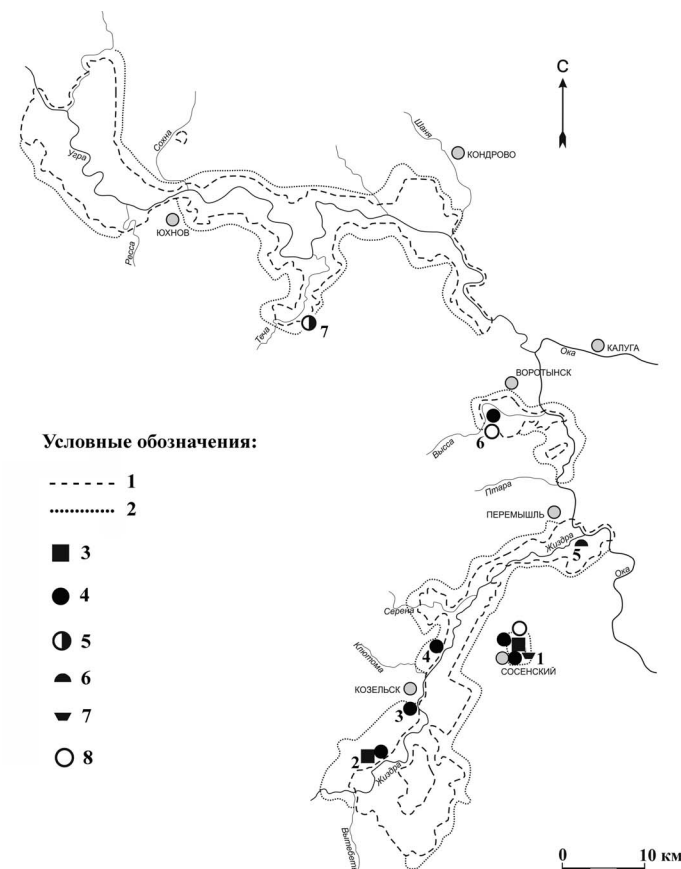 С
Шаня
КОНДРОВО
Сохна
Угра
ЮХНОВ
Ресса
Теча
7
Ока
КАЛУГА
ВОРОТЫНСК
6
Высса
Условные обозначения:
1
2
3
4
5
6
7
8
Птара
ПЕРЕМЫШЛЬ
Жиздра
5
Ока
Серена
Клютома
4
1
СОСЕНСКИЙ
КОЗЕЛЬСК
3
2
Жиздра
Вытебеть
0 10 км